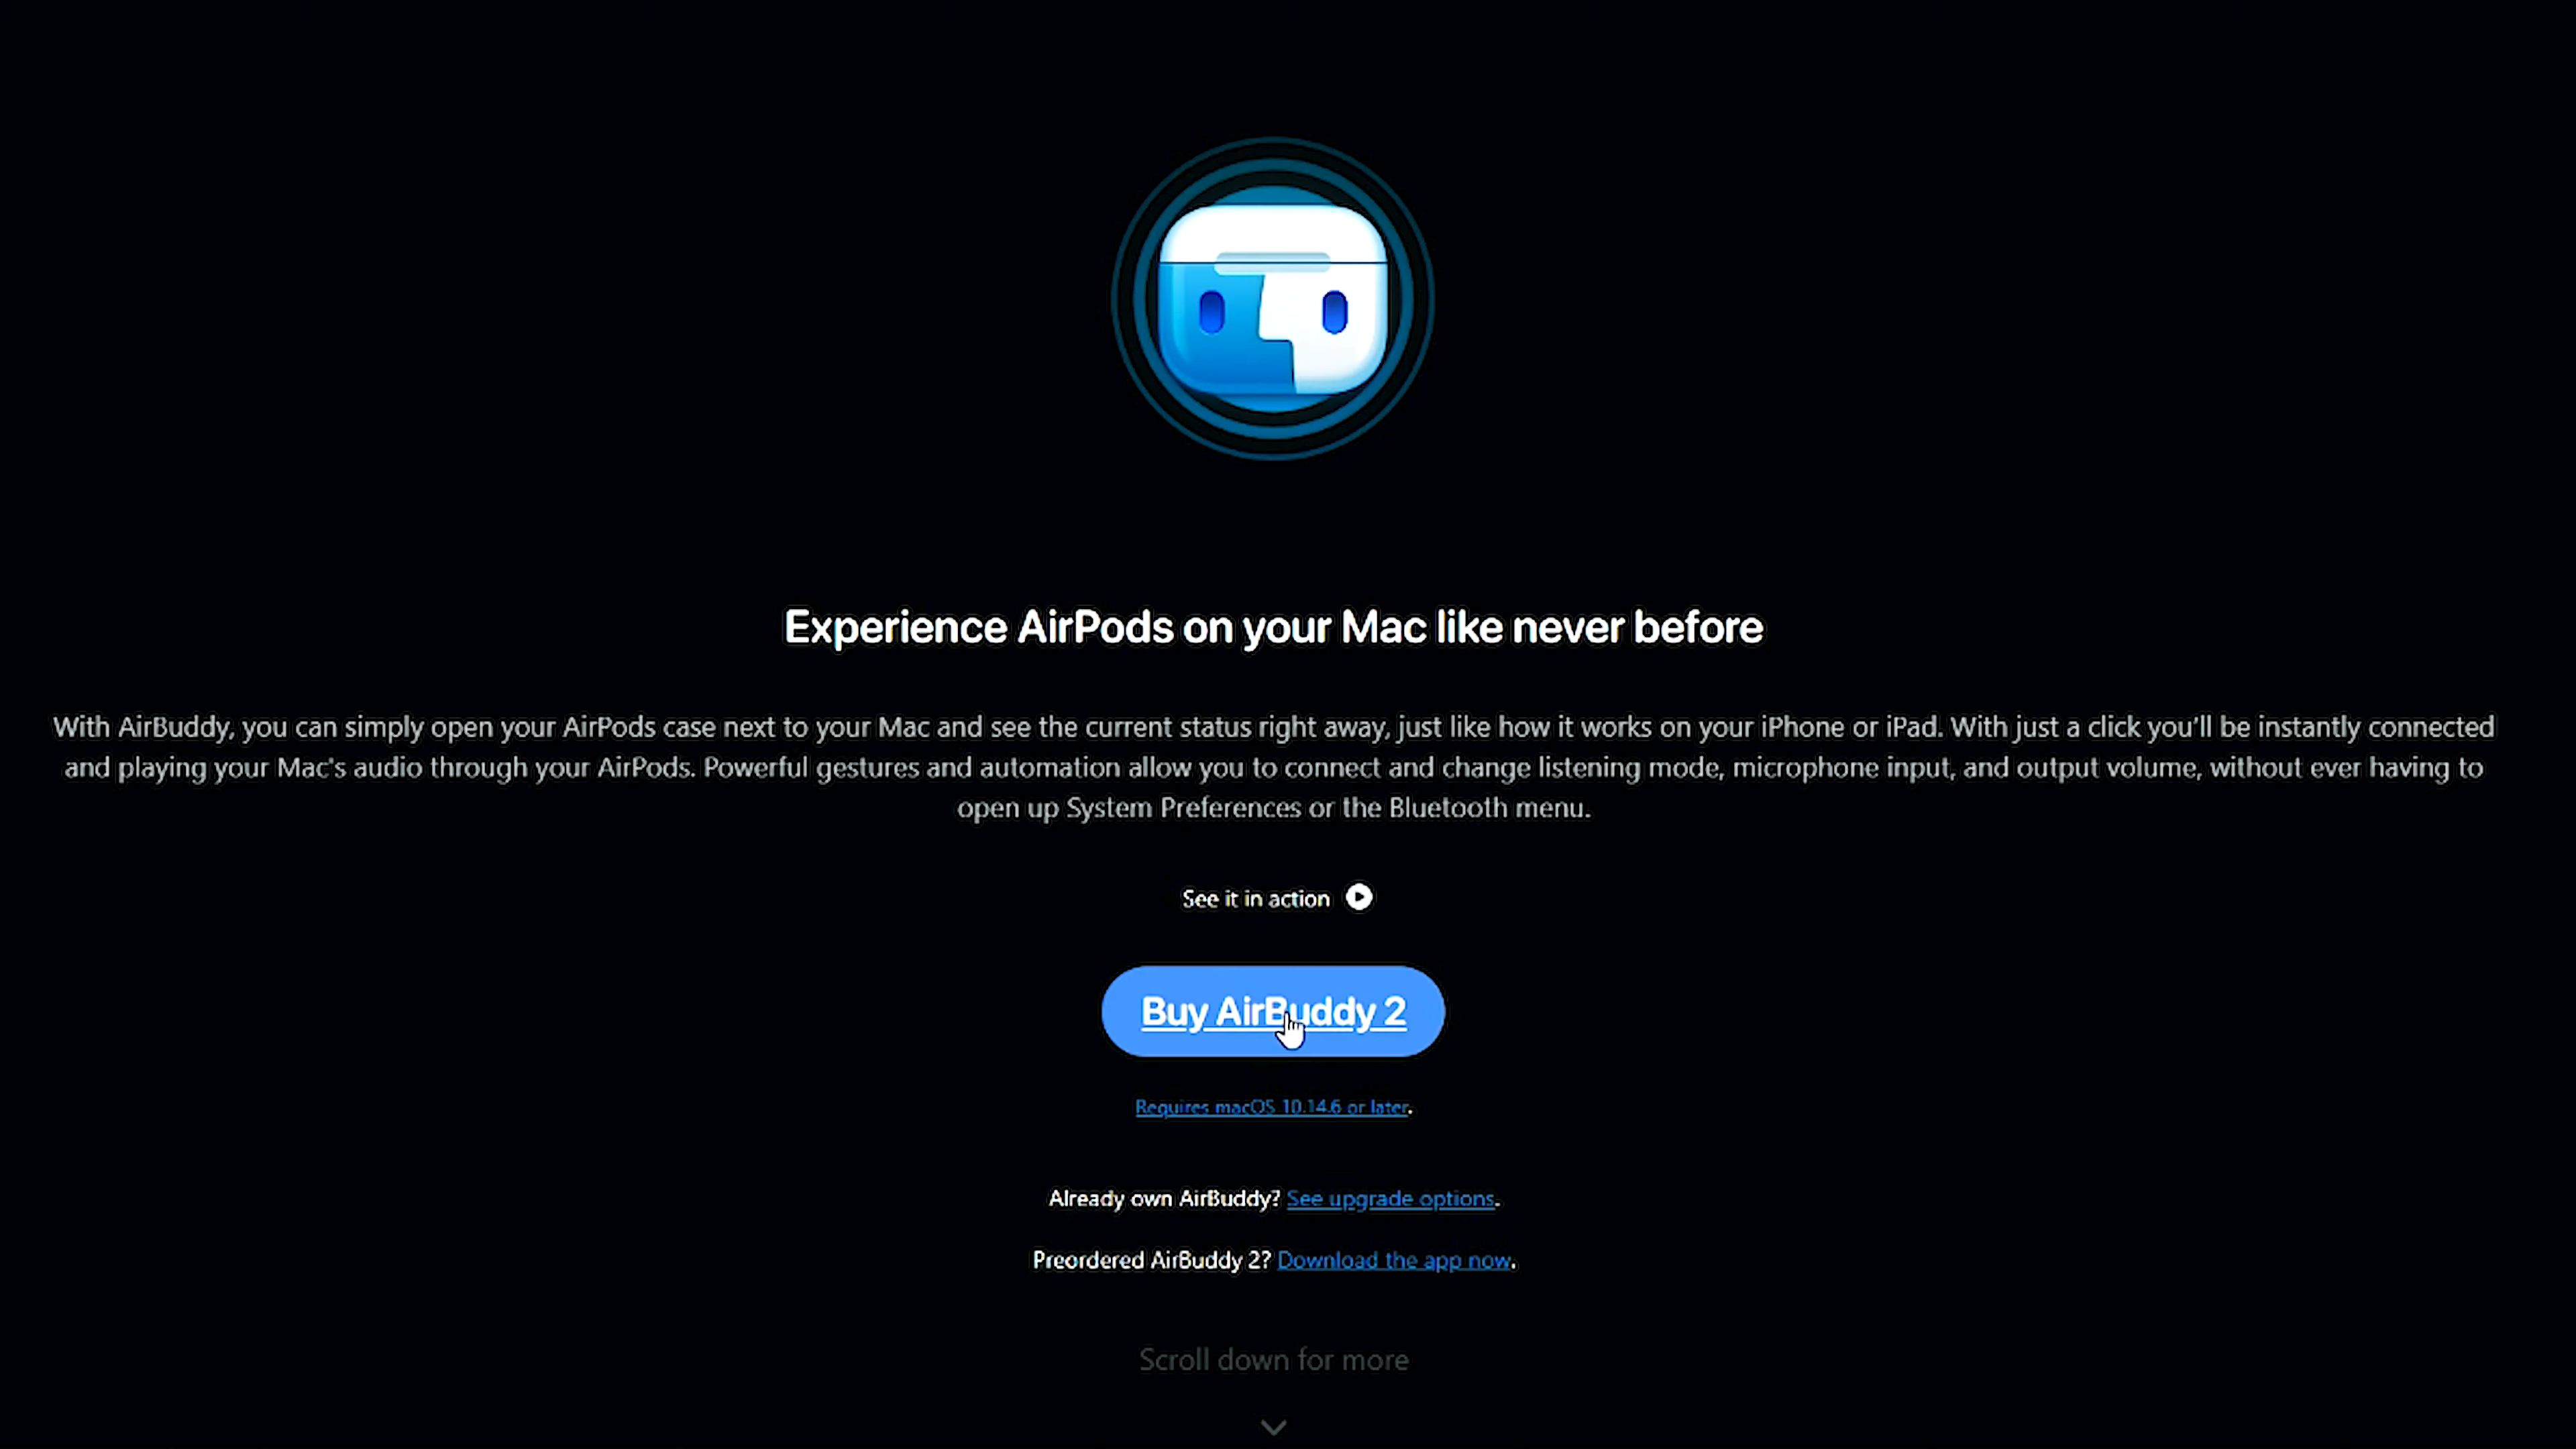 Experience AirPods on your Mac like never before
With AirBuddy, you can simply open your AirPods case next to your Mac and see the current status right away, just like how it works on your iPhone or iPad. With just a click you'll be instantly connected
and playing your Mac's audio through your AirPods. Powerful gestures and automation allow you to connect and change listening mode, microphone input, and output volume, without ever having to
open up System Preferences or the Bluetooth menu.
See it in action
Buy AirBuddy 2
Requires macOS 10.14.6 or later.
Already own AirBuddy? See upgrade options.
Preordered AirBuddy 2? Download the app now.
Scroll down for more